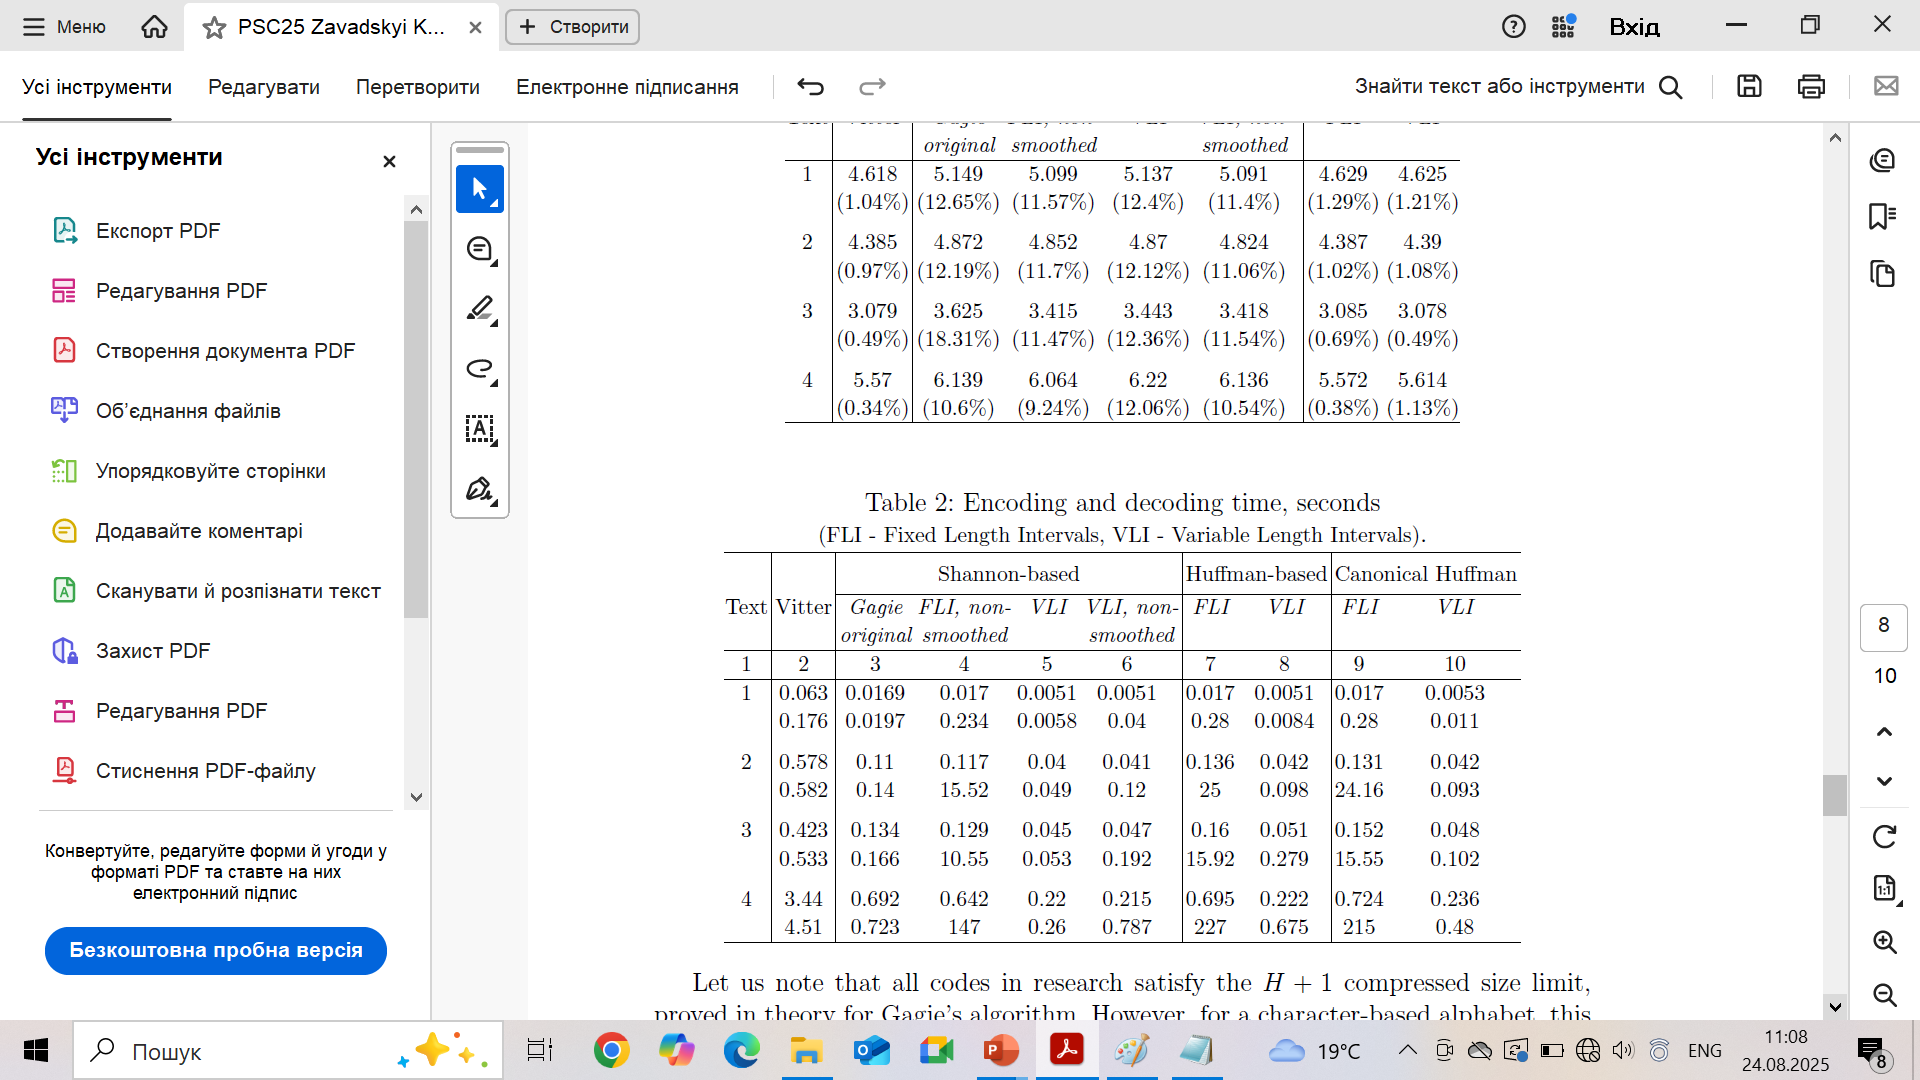 Меню
PSC25 Zavadskyi K...
Створити
Вхід
Усі інструменти
Редагувати
Перетворити
Електронне підписання
Знайти текст або інструменти
Усі інструменти
Експорт PDF
Редагування PDF
Створення документа PDF
Об’єднання файлів
Упорядковуйте сторінки
Додавайте коментарі
Сканувати й розпізнати текст
Захист PDF
Редагування PDF
Стиснення PDF-файлу
Конвертуйте, редагуйте форми й угоди у
форматі PDF та ставте на них
електронний підпис
Безкоштовна пробна версія
original smoothed smoothed
1 4.618 5.149 5.099 5.137 5.091 4.629 4.625
(1.04%) (12.65%) (11.57%) (12.4%) (11.4%) (1.29%) (1.21%)
2 4.385 4.872 4.852 4.87 4.824 4.387 4.39
(0.97%) (12.19%) (11.7%) (12.12%) (11.06%) (1.02%) (1.08%)
3 3.079 3.625 3.415 3.443 3.418 3.085 3.078
(0.49%) (18.31%) (11.47%) (12.36%) (11.54%) (0.69%) (0.49%)
4 5.57 6.139 6.064 6.22 6.136 5.572 5.614
(0.34%) (10.6%) (9.24%) (12.06%) (10.54%) (0.38%) (1.13%)
Table 2: Encoding and decoding time, seconds
(FLI - Fixed Length Intervals, VLI - Variable Length Intervals).
Shannon-based Huffman-based Canonical Huffman
Text Vitter Gagie FLI, non- VLI VLI, non- FLI VLI FLI VLI
original smoothed smoothed
1 2 3 4 5 6 7 8 9 10
1 0.063 0.0169 0.017 0.0051 0.0051 0.017 0.0051 0.017 0.0053
0.176 0.0197 0.234 0.0058 0.04 0.28 0.0084 0.28 0.011
2 0.578 0.11 0.117 0.04 0.041 0.136 0.042 0.131 0.042
0.582 0.14 15.52 0.049 0.12 25 0.098 24.16 0.093
3 0.423 0.134 0.129 0.045 0.047 0.16 0.051 0.152 0.048
0.533 0.166 10.55 0.053 0.192 15.92 0.279 15.55 0.102
4 3.44 0.692 0.642 0.22 0.215 0.695 0.222 0.724 0.236
4.51 0.723 147 0.26 0.787 227 0.675 215 0.48
Let us note that all codes in research satisfy the H + 1 compressed size limit,
proved in theory for Gagie's algorithm. However, for a character-based alphabet, this
8
10
1:1
Пошук
19°C
ENG
11:08
24.08.2025
8